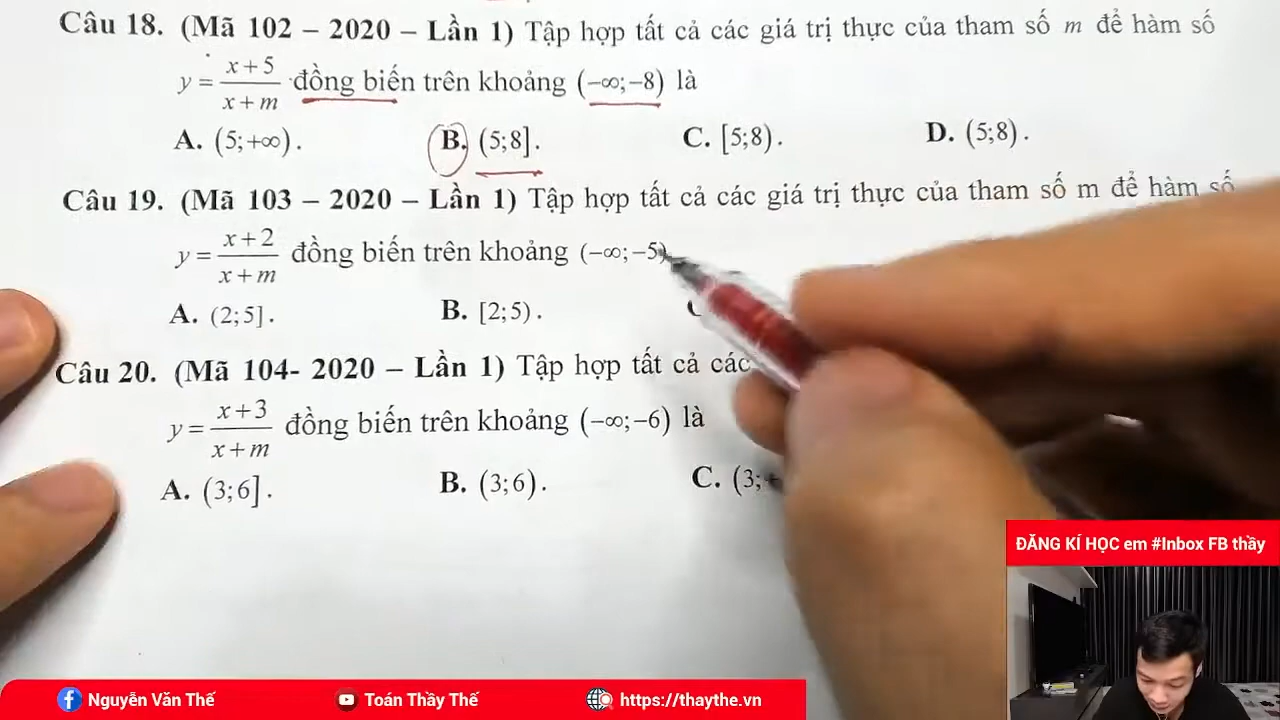 Câu 18. (Mã 102 – 2020 – Lần 1) Tập hợp tất cả các giá trị thực của tham số m để hàm số
y = (x+5)/(x+m) đồng biến trên khoảng (−∞;−8) là
A. (5;+∞). B. (5;8]. C. [5;8). D. (5;8).
Câu 19. (Mã 103 – 2020 – Lần 1) Tập hợp tất cả các giá trị thực của tham số m để hàm số
y = (x+2)/(x+m) đồng biến trên khoảng (−∞;−5)
A. (2;5]. B. [2;5).
Câu 20. (Mã 104- 2020 – Lần 1) Tập hợp tất cả các
y = (x+3)/(x+m) đồng biến trên khoảng (−∞;−6) là
A. (3;6]. B. (3;6). C. (3;
ĐĂNG KÍ HỌC em #Inbox FB thầy
Nguyễn Văn Thế Toán Thầy Thế https://thaythe.vn